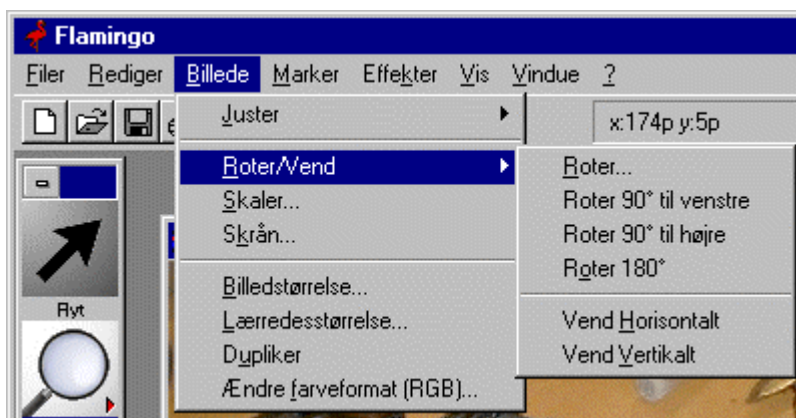 Flamingo
Filer Rediger Billede Marker Effekter Vis Vindue ?
Juster
x:174p y:5p
Roter/Vend
Skaler...
Skrån...
Billedstørrelse...
Lærredesstørrelse...
Dupliker
Ændre farveformat (RGB)...
Roter...
Roter 90° til venstre
Roter 90° til højre
Roter 180°
Vend Horisontalt
Vend Vertikalt
Flyt